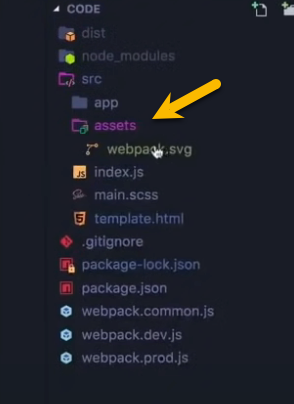 CODE
dist
node_modules
src
app
assets
webpack.svg
index.js
main.scss
template.html
.gitignore
package-lock.json
package.json
webpack.common.js
webpack.dev.js
webpack.prod.js